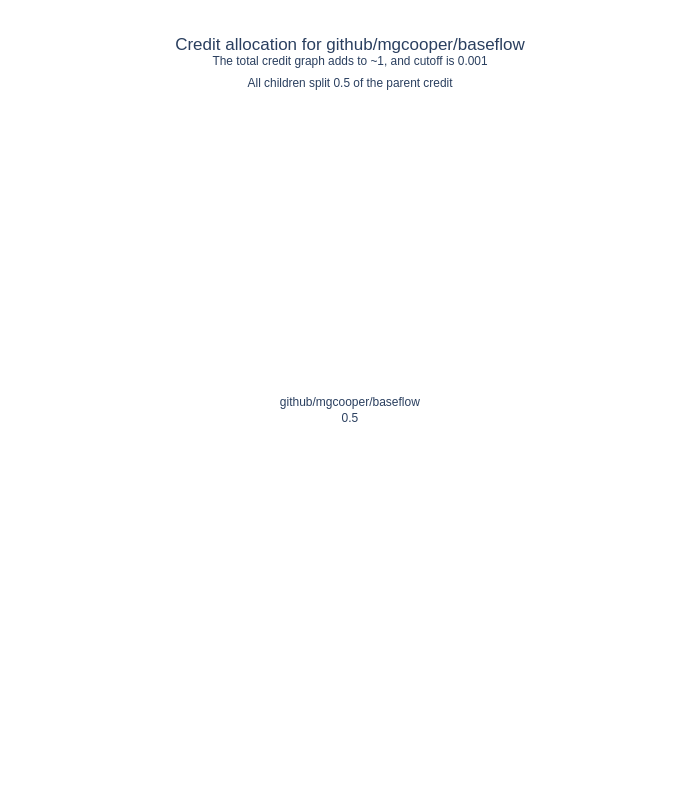 Credit allocation for github/mgcooper/baseflow
The total credit graph adds to ~1, and cutoff is 0.001
All children split 0.5 of the parent credit
github/mgcooper/baseflow
0.5